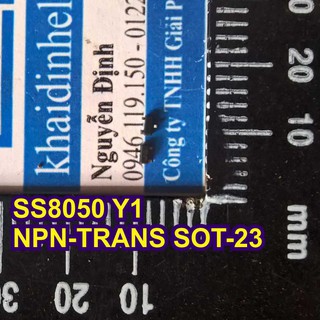 khaidinhel
Nguyễn Định
0946.119.150 - 0122
Công ty TNHH Giải P
SS8050 Y1
NPN-TRANS SOT-23
20
10
mm
30
20
10
mm